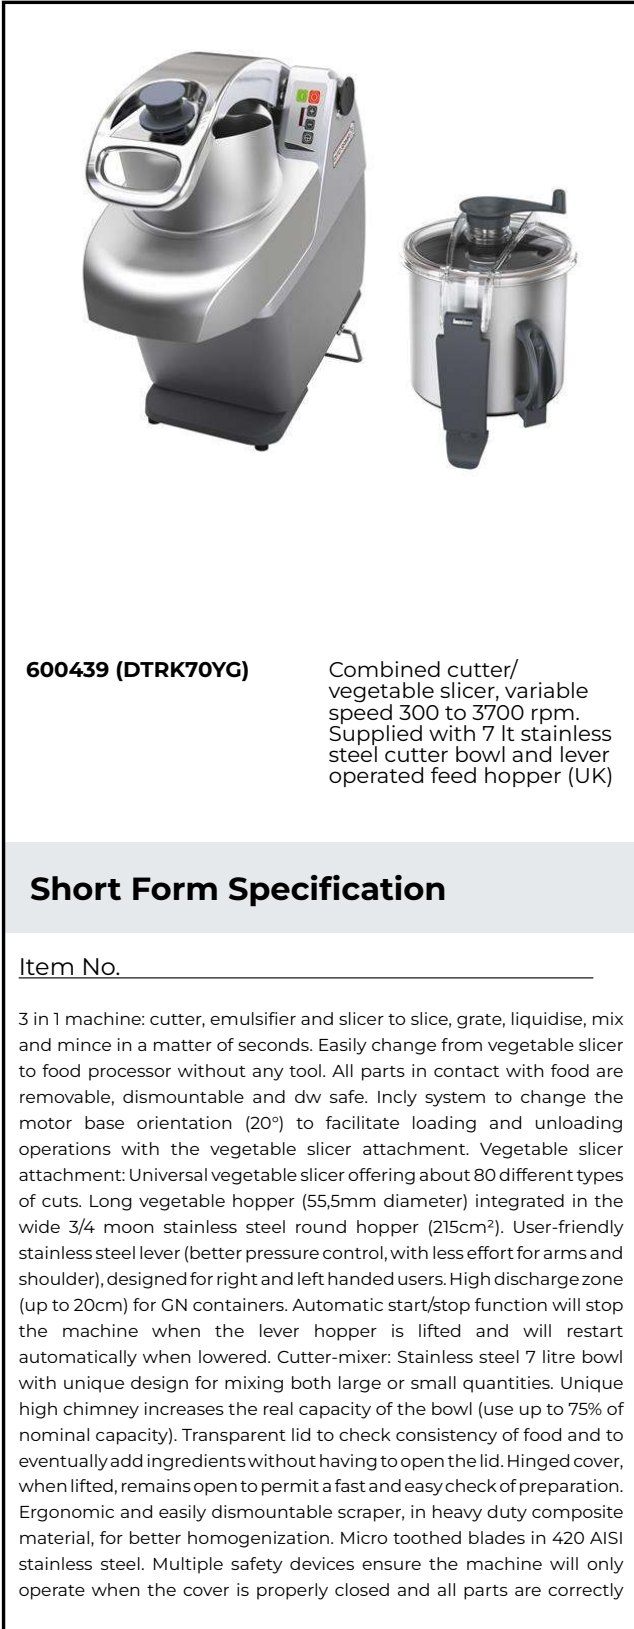 600439 (DTRK70YG)
Combined cutter/
vegetable slicer, variable
speed 300 to 3700 rpm.
Supplied with 7 lt stainless
steel cutter bowl and lever
operated feed hopper (UK)
Short Form Specification
Item No.
3 in 1 machine: cutter, emulsifier and slicer to slice, grate, liquidise, mix
and mince in a matter of seconds. Easily change from vegetable slicer
to food processor without any tool. All parts in contact with food are
removable, dismountable and dw safe. Incly system to change the
motor base orientation (20°) to facilitate loading and unloading
operations with the vegetable slicer attachment. Vegetable slicer
attachment: Universal vegetable slicer offering about 80 different types
of cuts. Long vegetable hopper (55,5mm diameter) integrated in the
wide 3/4 moon stainless steel round hopper (215cm²). User-friendly
stainless steel lever (better pressure control, with less effort for arms and
shoulder), designed for right and left handed users. High discharge zone
(up to 20cm) for GN containers. Automatic start/stop function will stop
the machine when the lever hopper is lifted and will restart
automatically when lowered. Cutter-mixer: Stainless steel 7 litre bowl
with unique design for mixing both large or small quantities. Unique
high chimney increases the real capacity of the bowl (use up to 75% of
nominal capacity). Transparent lid to check consistency of food and to
eventually add ingredients without having to open the lid. Hinged cover,
when lifted, remains open to permit a fast and easy check of preparation.
Ergonomic and easily dismountable scraper, in heavy duty composite
material, for better homogenization. Micro toothed blades in 420 AISI
stainless steel. Multiple safety devices ensure the machine will only
operate when the cover is properly closed and all parts are correctly